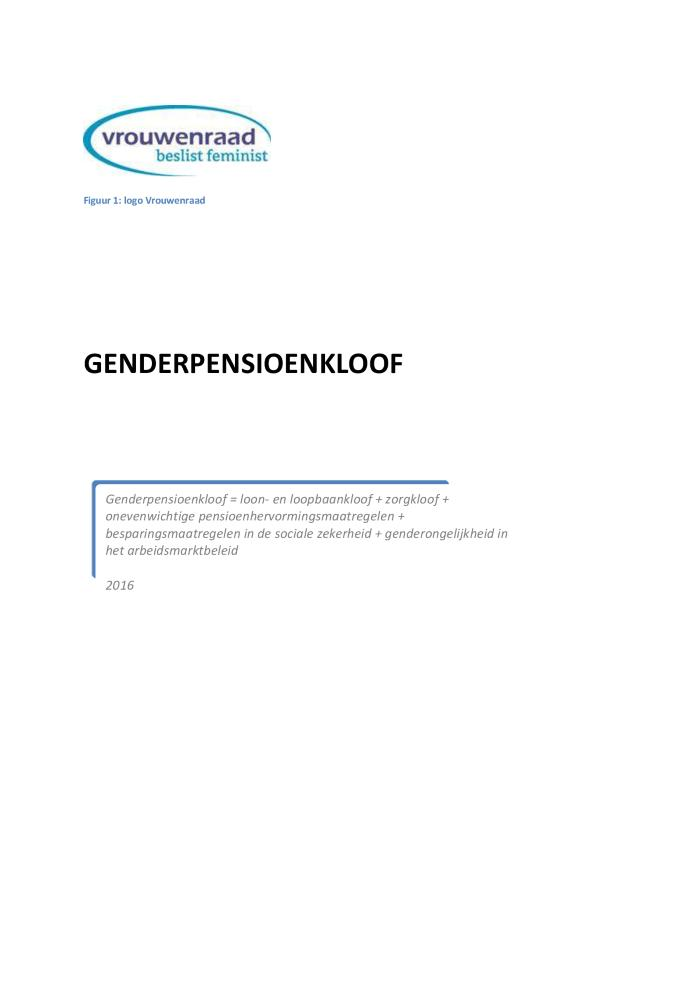 vrouwenraad
beslist feminist
Figuur 1: logo Vrouwenraad
GENDERPENSIOENKLOOF
Genderpensioenkloof = loon- en loopbaankloof + zorgkloof +
onevenwichtige pensioenhervormingsmaatregelen +
besparingsmaatregelen in de sociale zekerheid + genderongelijkheid in
het arbeidsmarktbeleid
2016